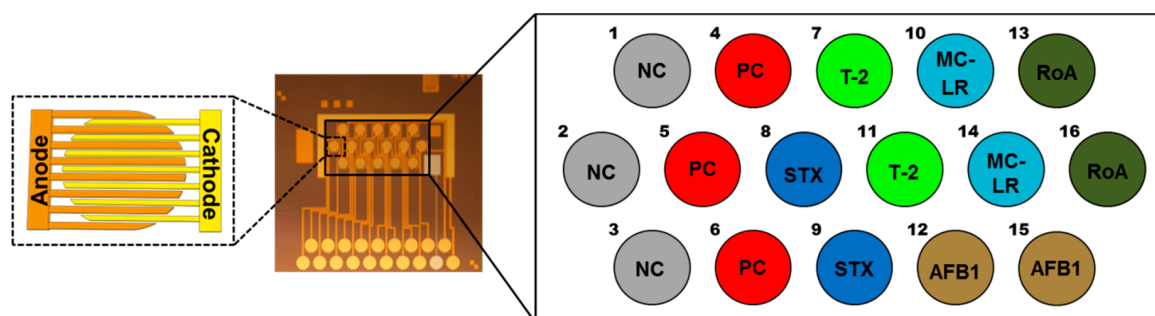 Anode
Cathode
1 4 7 10 13
NC PC T-2 MC-LR RoA
2 5 8 11 14 16
NC PC STX T-2 MC-LR RoA
3 6 9 12 15
NC PC STX AFB1 AFB1